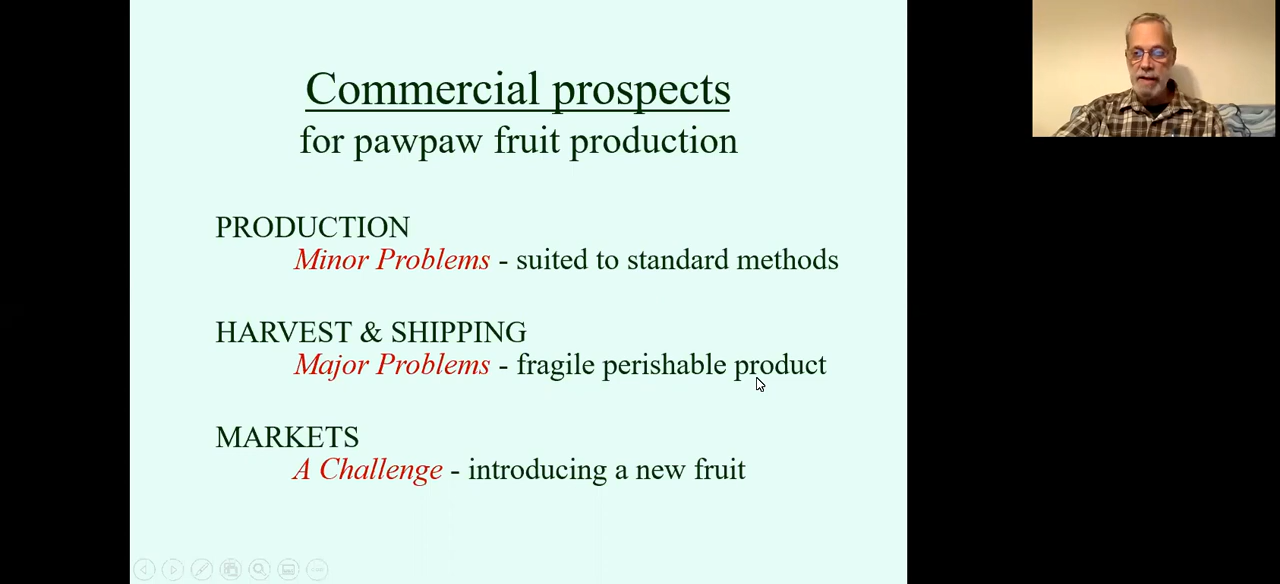 Commercial prospects
for pawpaw fruit production
PRODUCTION
Minor Problems - suited to standard methods
HARVEST & SHIPPING
Major Problems - fragile perishable product
MARKETS
A Challenge - introducing a new fruit